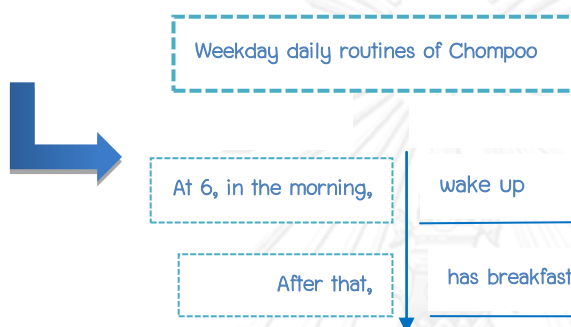 Weekday daily routines of Chompoo
At 6, in the morning, wake up
After that, has breakfast